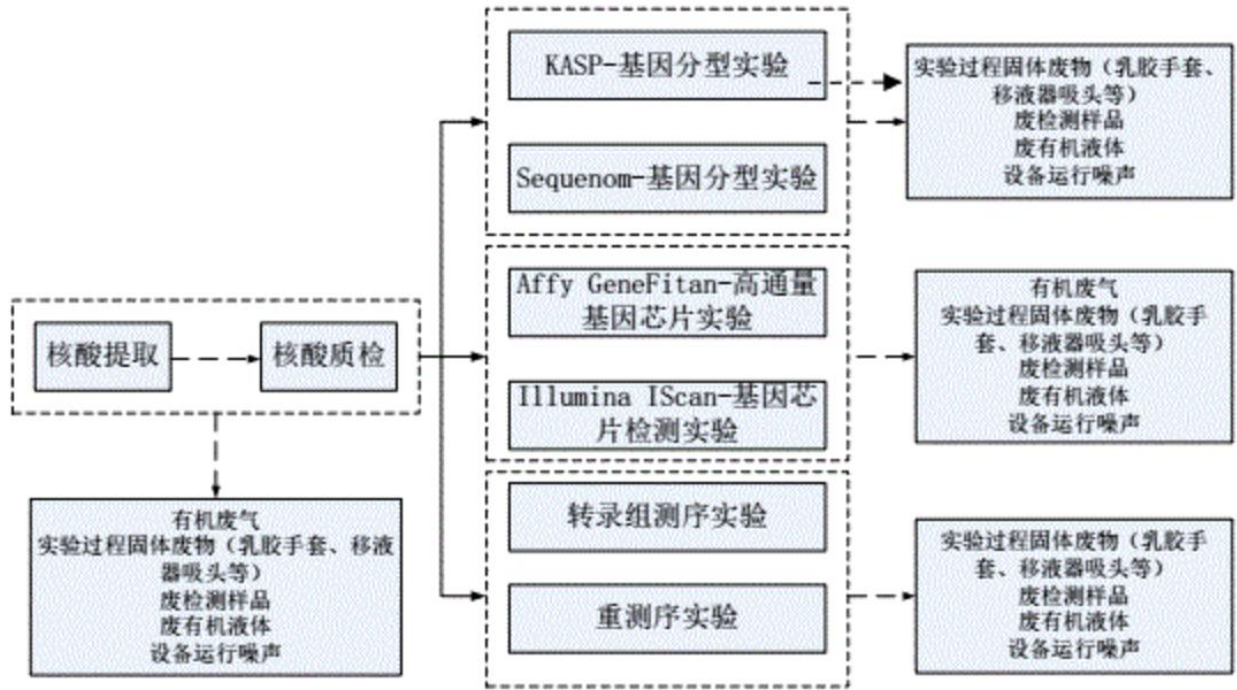 KASP-基因分型实验
Sequenom-基因分型实验
实验过程固体废物（乳胶手套、
移液器吸头等）
废检测样品
废有机液体
设备运行噪声
核酸提取
核酸质检
Affy GeneFitan-高通量
基因芯片实验
Illumina IScan-基因芯
片检测实验
有机废气
实验过程固体废物（乳胶手
套、移液器吸头等）
废检测样品
废有机液体
设备运行噪声
有机废气
实验过程固体废物（乳胶手套、移液
器吸头等）
废检测样品
废有机液体
设备运行噪声
转录组测序实验
重测序实验
实验过程固体废物（乳胶手
套、移液器吸头等）
废检测样品
废有机液体
设备运行噪声